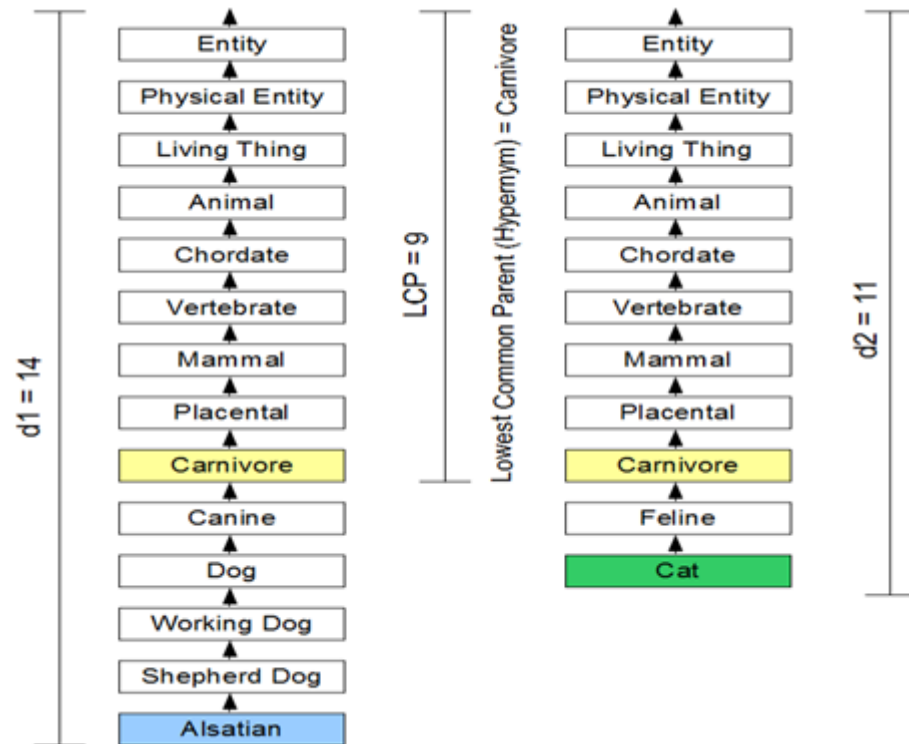 d1 = 14
Entity
Physical Entity
Living Thing
Animal
Chordate
Vertebrate
Mammal
Placental
Carnivore
Canine
Dog
Working Dog
Shepherd Dog
Alsatian
LCP = 9
Lowest Common Parent (Hypernym) = Carnivore
Entity
Physical Entity
Living Thing
Animal
Chordate
Vertebrate
Mammal
Placental
Carnivore
Feline
Cat
d2 = 11